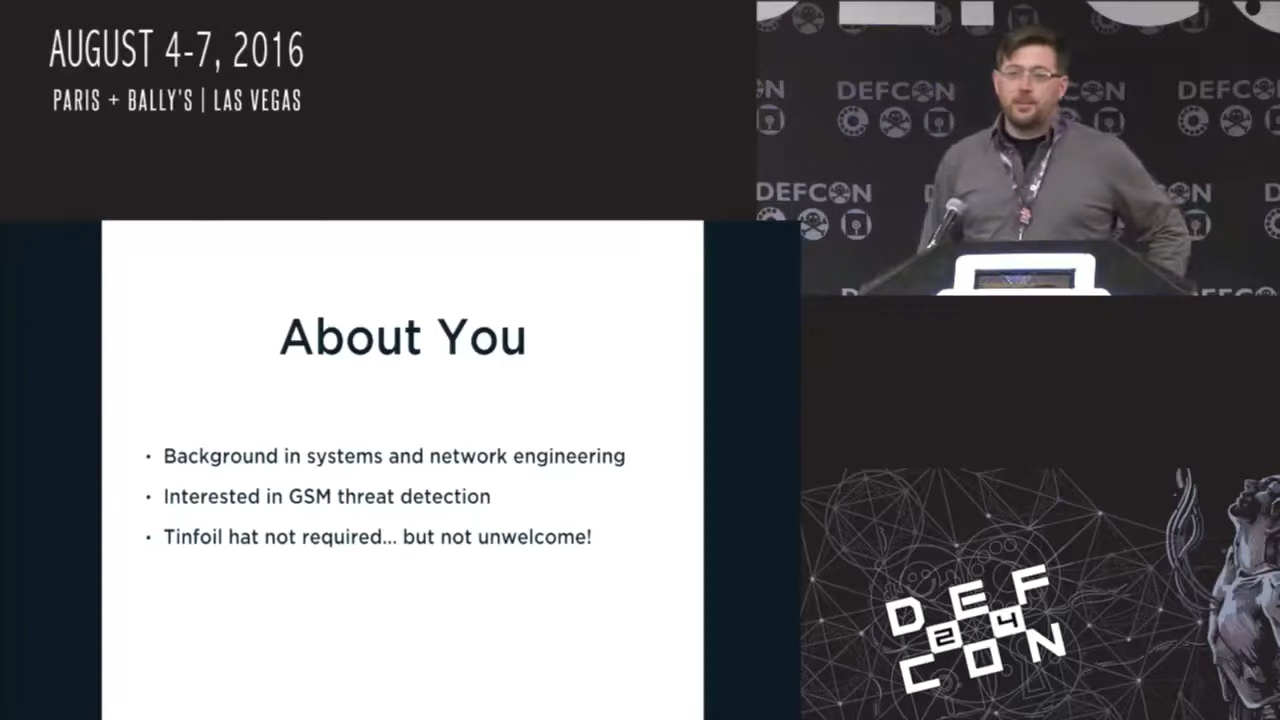 AUGUST 4-7, 2016
PARIS + BALLY'S | LAS VEGAS
DEFCON
DEFCON
DEFCON
About You
• Background in systems and network engineering
• Interested in GSM threat detection
• Tinfoil hat not required... but not unwelcome!
DEF
24
CON